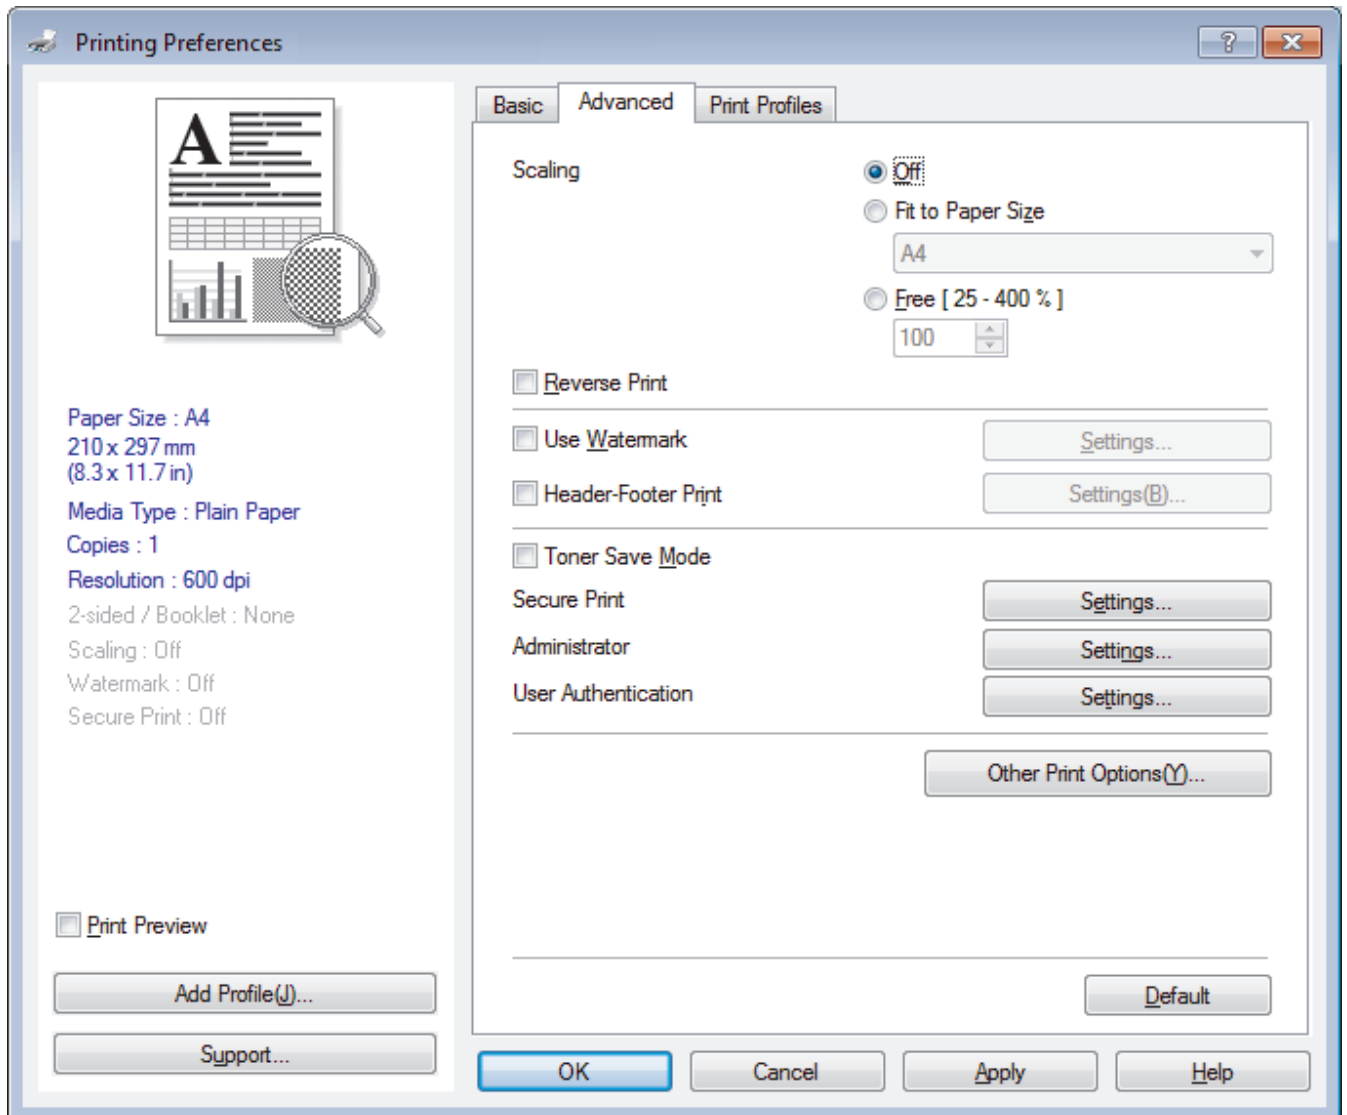 Printing Preferences
A
Paper Size : A4
210 x 297 mm
(8.3 x 11.7 in)
Media Type : Plain Paper
Copies : 1
Resolution : 600 dpi
2-sided / Booklet : None
Scaling : Off
Watermark : Off
Secure Print : Off
Print Preview
Add Profile(J)...
Support...
Basic
Advanced
Print Profiles
Scaling
Off
Fit to Paper Size
A4
Free [ 25 - 400 % ]
100
Reverse Print
Use Watermark
Settings...
Header-Footer Print
Settings(B)...
Toner Save Mode
Secure Print
Settings...
Administrator
Settings...
User Authentication
Settings...
Other Print Options(Y)...
Default
OK
Cancel
Apply
Help